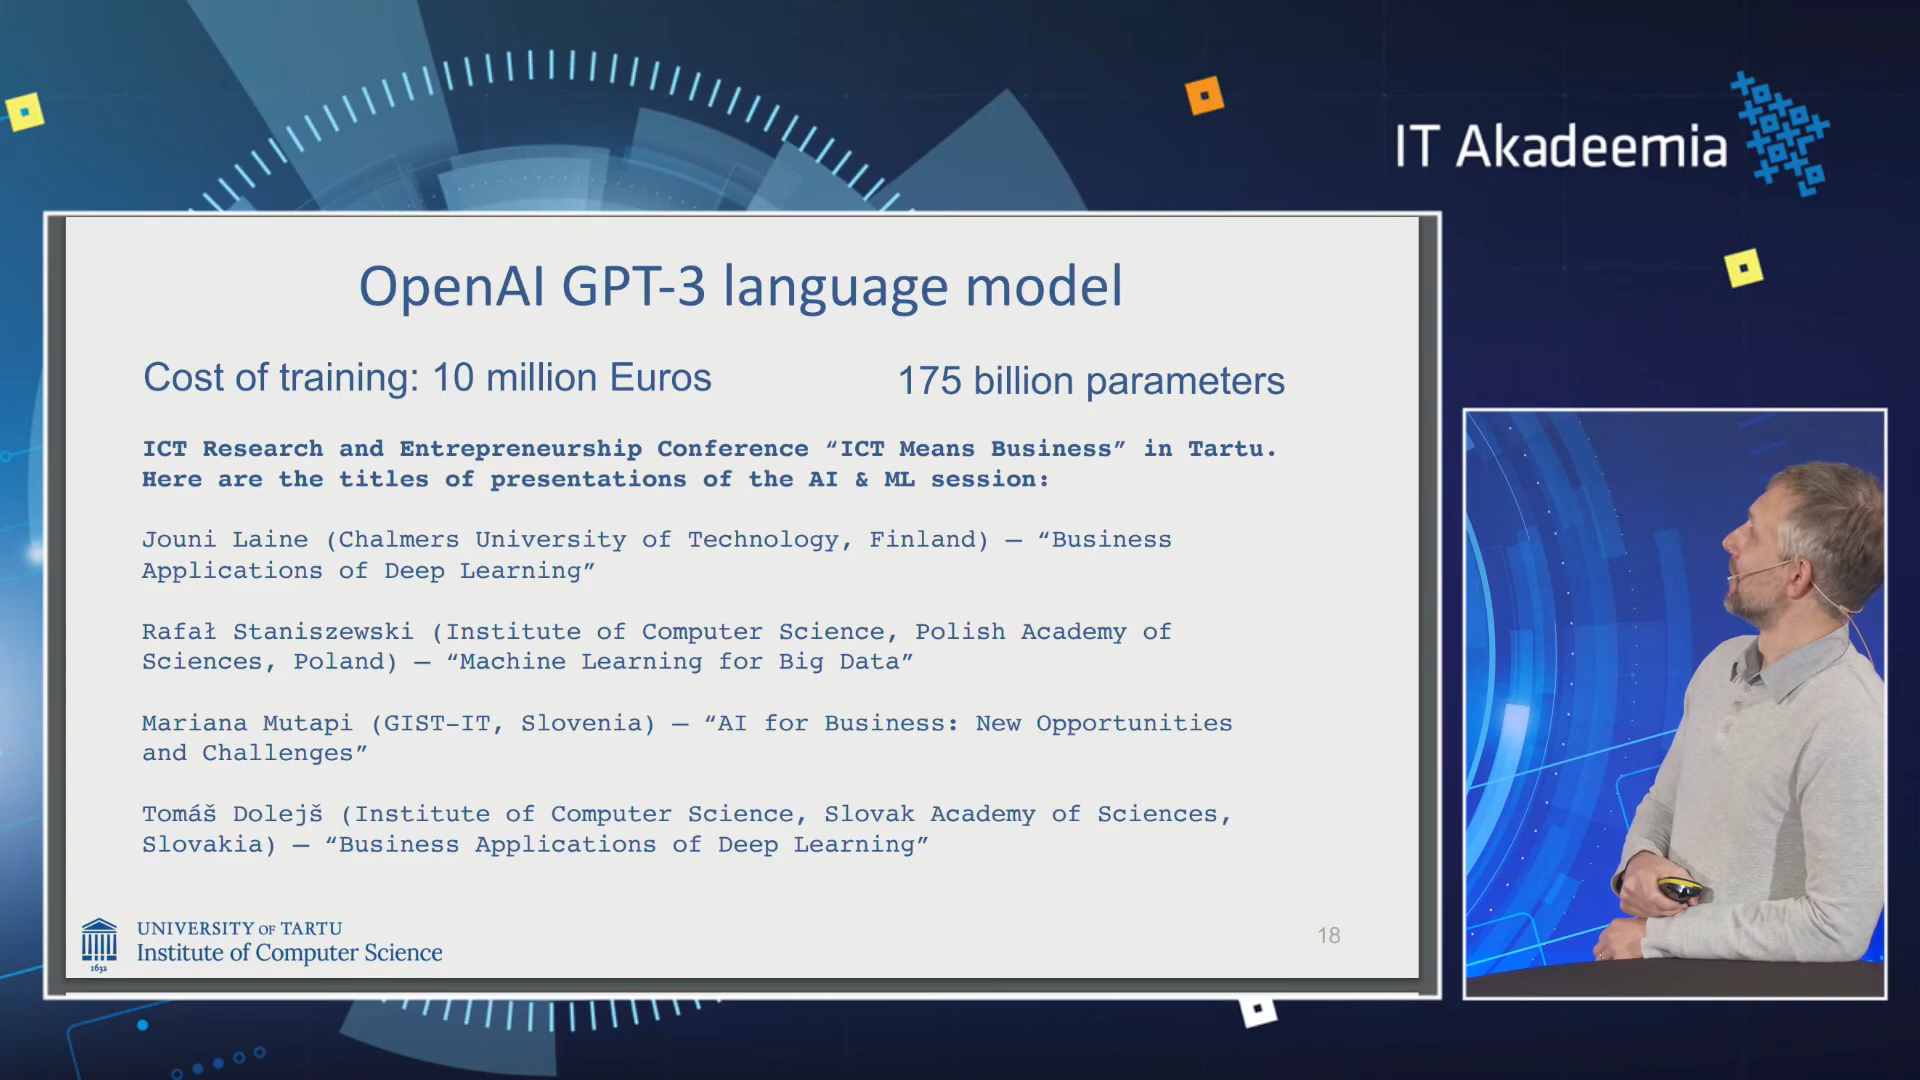 IT Akadeemia
OpenAI GPT-3 language model
Cost of training: 10 million Euros
175 billion parameters
ICT Research and Entrepreneurship Conference “ICT Means Business” in Tartu.
Here are the titles of presentations of the AI & ML session:
Jouni Laine (Chalmers University of Technology, Finland) — “Business
Applications of Deep Learning”
Rafał Staniszewski (Institute of Computer Science, Polish Academy of
Sciences, Poland) — “Machine Learning for Big Data”
Mariana Mutapi (GIST-IT, Slovenia) — “AI for Business: New Opportunities
and Challenges”
Tomáš Dolejš (Institute of Computer Science, Slovak Academy of Sciences,
Slovakia) — “Business Applications of Deep Learning”
UNIVERSITY OF TARTU
Institute of Computer Science
1632
18